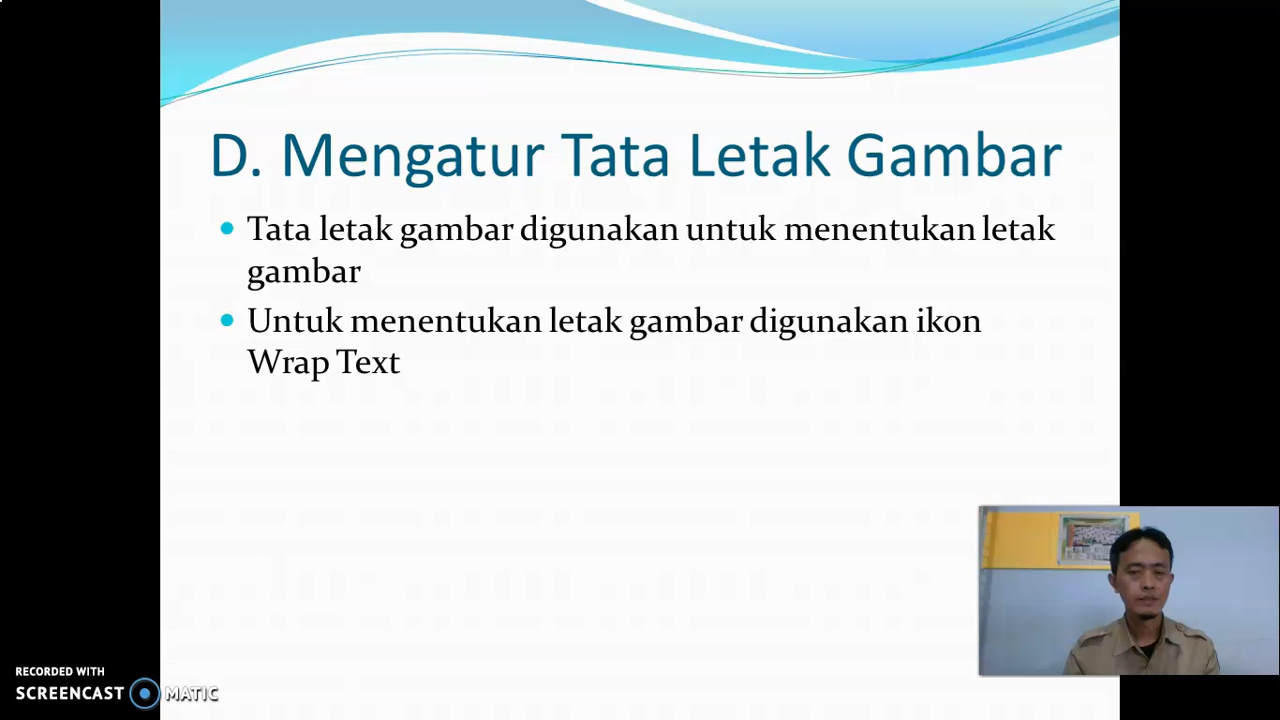 D. Mengatur Tata Letak Gambar
Tata letak gambar digunakan untuk menentukan letak
gambar
Untuk menentukan letak gambar digunakan ikon
Wrap Text
RECORDED WITH
SCREENCAST MATIC